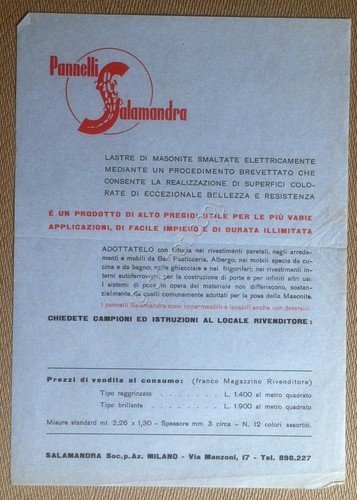 Pannelli
Salamandra
LASTRE DI MASONITE SMALTATE ELETTRICAMENTE
MEDIANTE UN PROCEDIMENTO BREVETTATO CHE
CONSENTE LA REALIZZAZIONE DI SUPERFICI COLO-
RATE DI ECCEZIONALE BELLEZZA E RESISTENZA
È UN PRODOTTO DI ALTO PREGIO, UTILE PER LE PIÙ VARIE
APPLICAZIONI, DI FACILE IMPIEGO E DI DURATA ILLIMITATA
ADOTTATELO con fiducia nei rivestimenti paretali, negli arreda-
menti e mobili da Bar, Pasticceria, Albergo; nei mobili specie da cu-
cina e da bagno; nelle ghiacciaie e nei frigoriferi; nei rivestimenti in-
terni autoferroviari; per la costruzione di porte e per infiniti altri usi.
I sistemi di posa in opera del materiale non differiscono, sostan-
zialmente, da quelli comunemente adottati per la posa della Masonite.
I pannelli Salamandra sono impermeabili e lavabili anche con detersivi.
CHIEDETE CAMPIONI ED ISTRUZIONI AL LOCALE RIVENDITORE:
Prezzi di vendita al consumo: (franco Magazzino Rivenditore)
Tipo raggrinzato . . . . . . . L. 1.400 al metro quadrato
Tipo brillante . . . . . . . . L. 1.900 al metro quadrato
Misure standard ml. 2,26 x 1,30 - Spessore mm. 3 circa - N. 12 colori assortiti.
SALAMANDRA Soc. p. Az. MILANO - Via Manzoni, 17 - Tel. 898.227